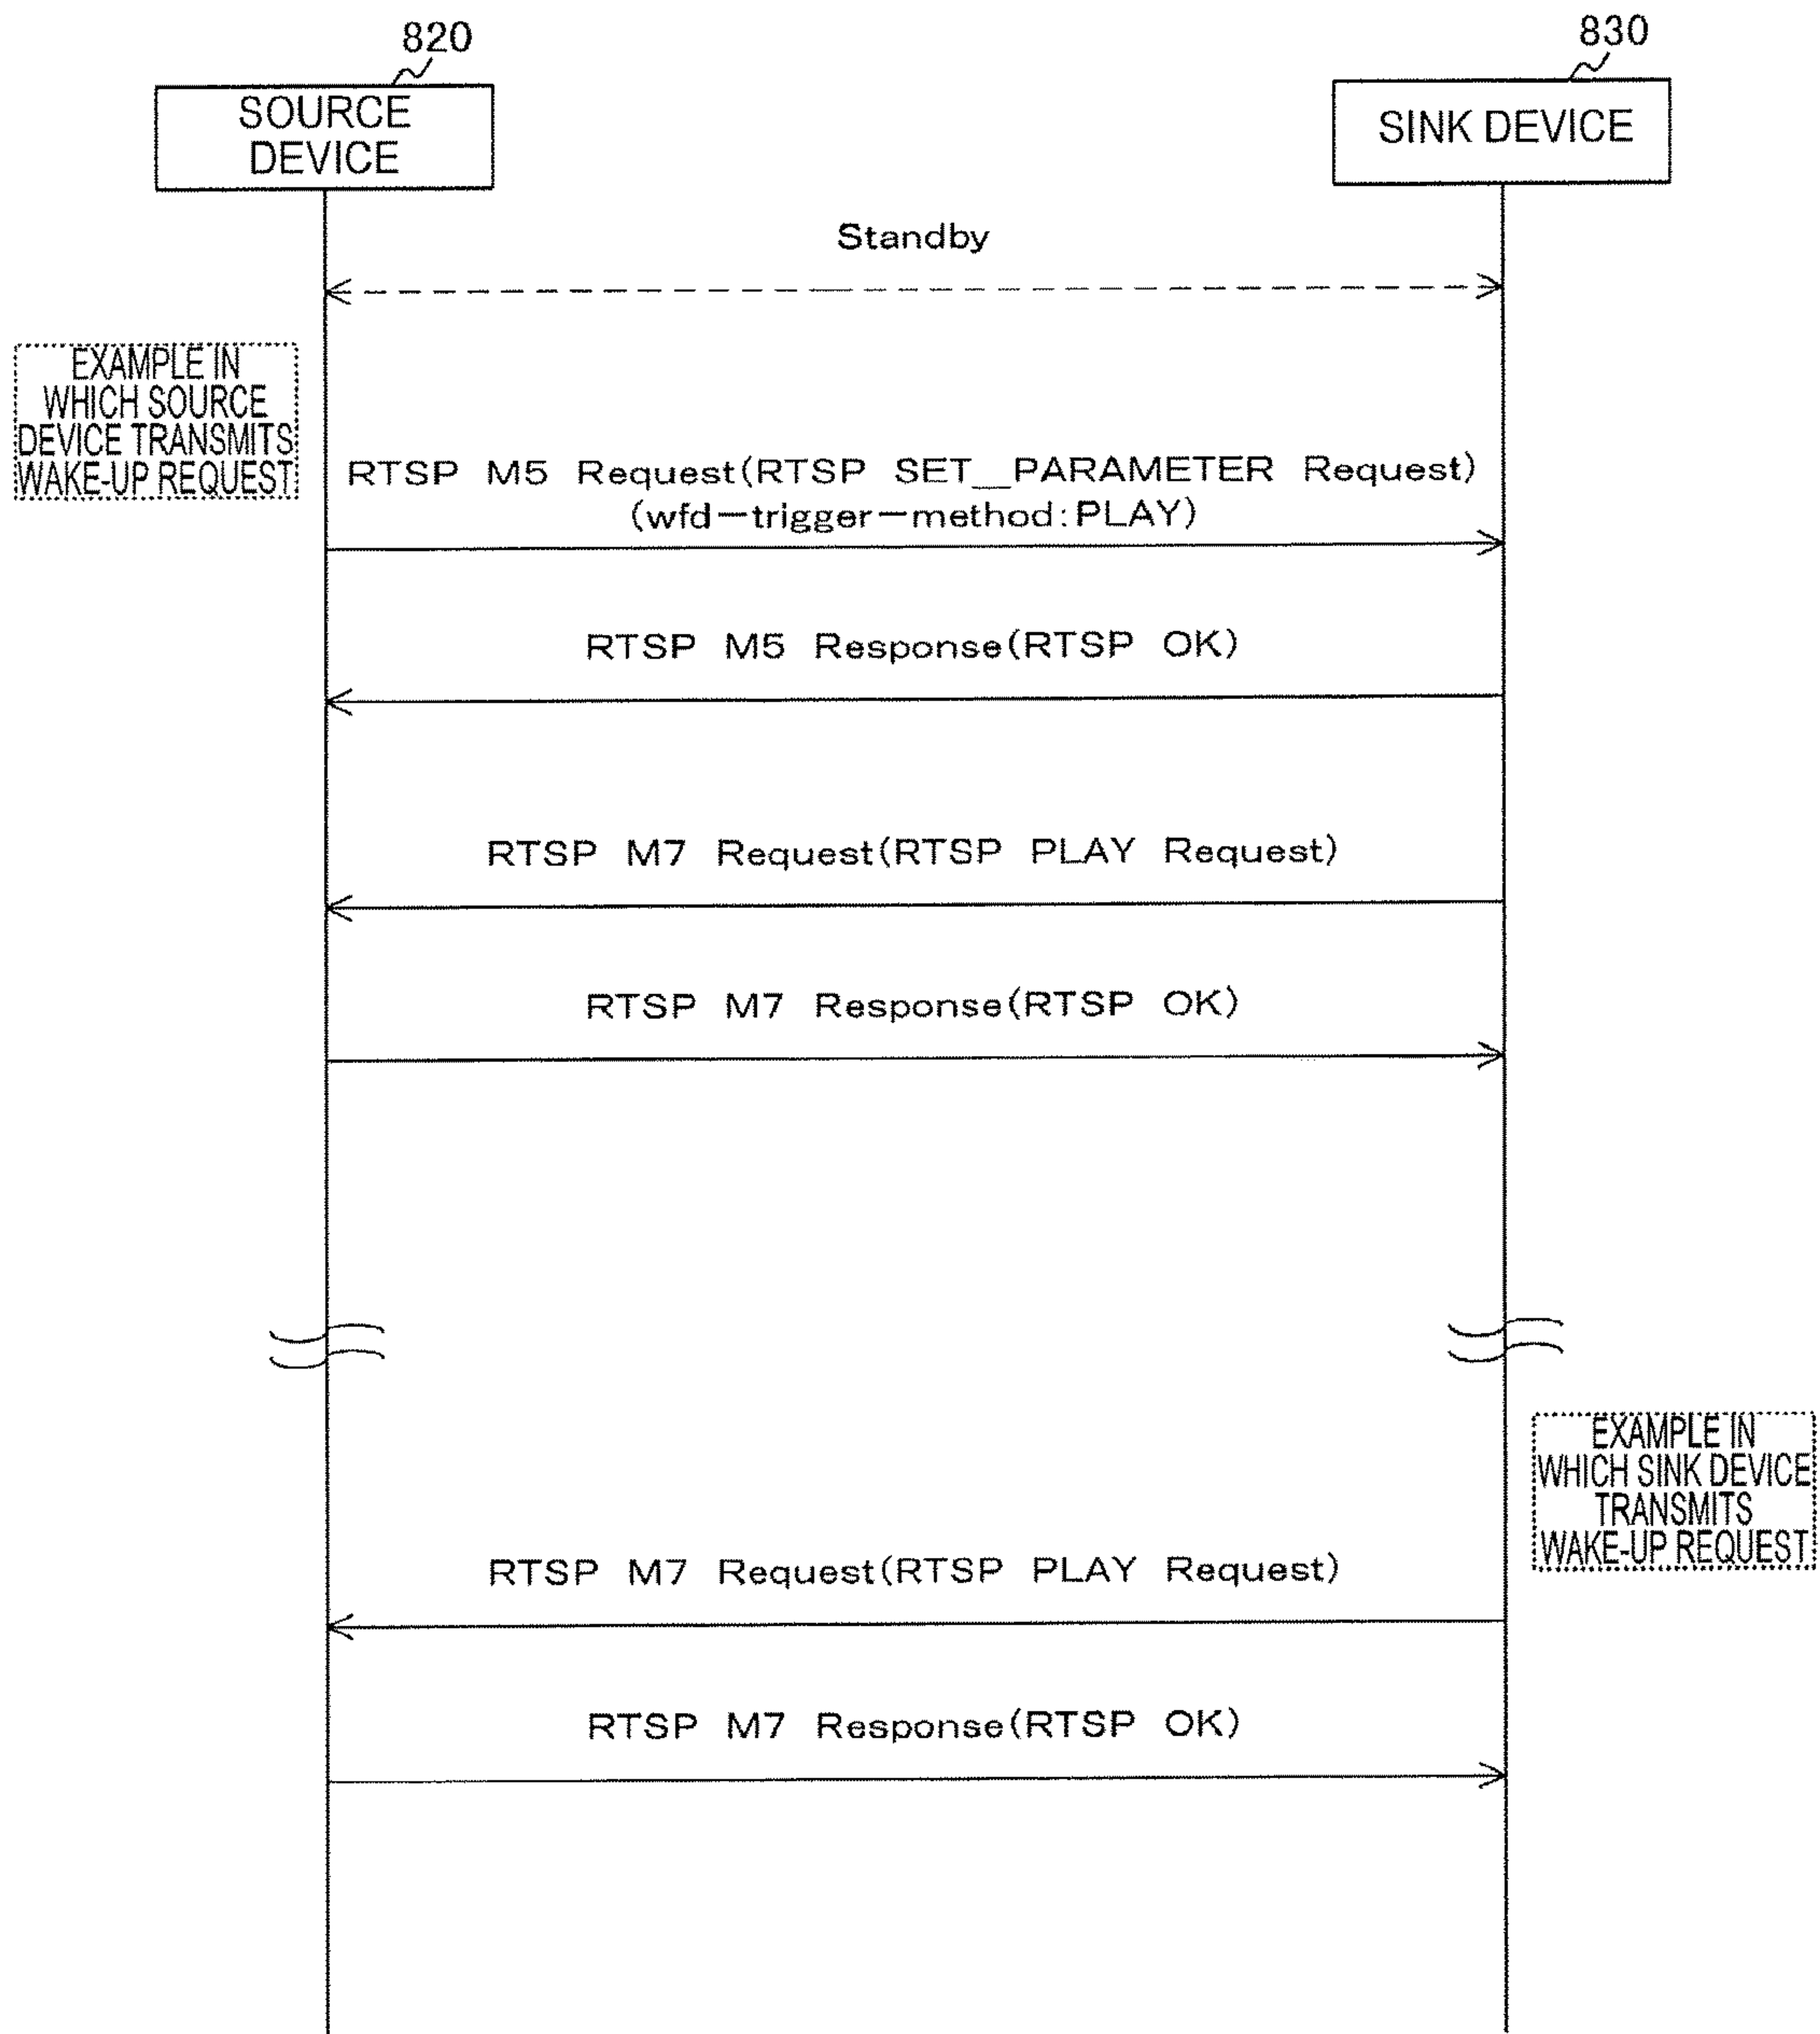 820
830
SOURCE
DEVICE
SINK DEVICE
Standby
EXAMPLE IN
WHICH SOURCE
DEVICE TRANSMITS
WAKE-UP REQUEST
RTSP M5 Request(RTSP SET__PARAMETER Request)
(wfd-trigger-method:PLAY)
RTSP M5 Response(RTSP OK)
RTSP M7 Request(RTSP PLAY Request)
RTSP M7 Response(RTSP OK)
EXAMPLE IN
WHICH SINK DEVICE
TRANSMITS
WAKE-UP REQUEST
RTSP M7 Request(RTSP PLAY Request)
RTSP M7 Response(RTSP OK)